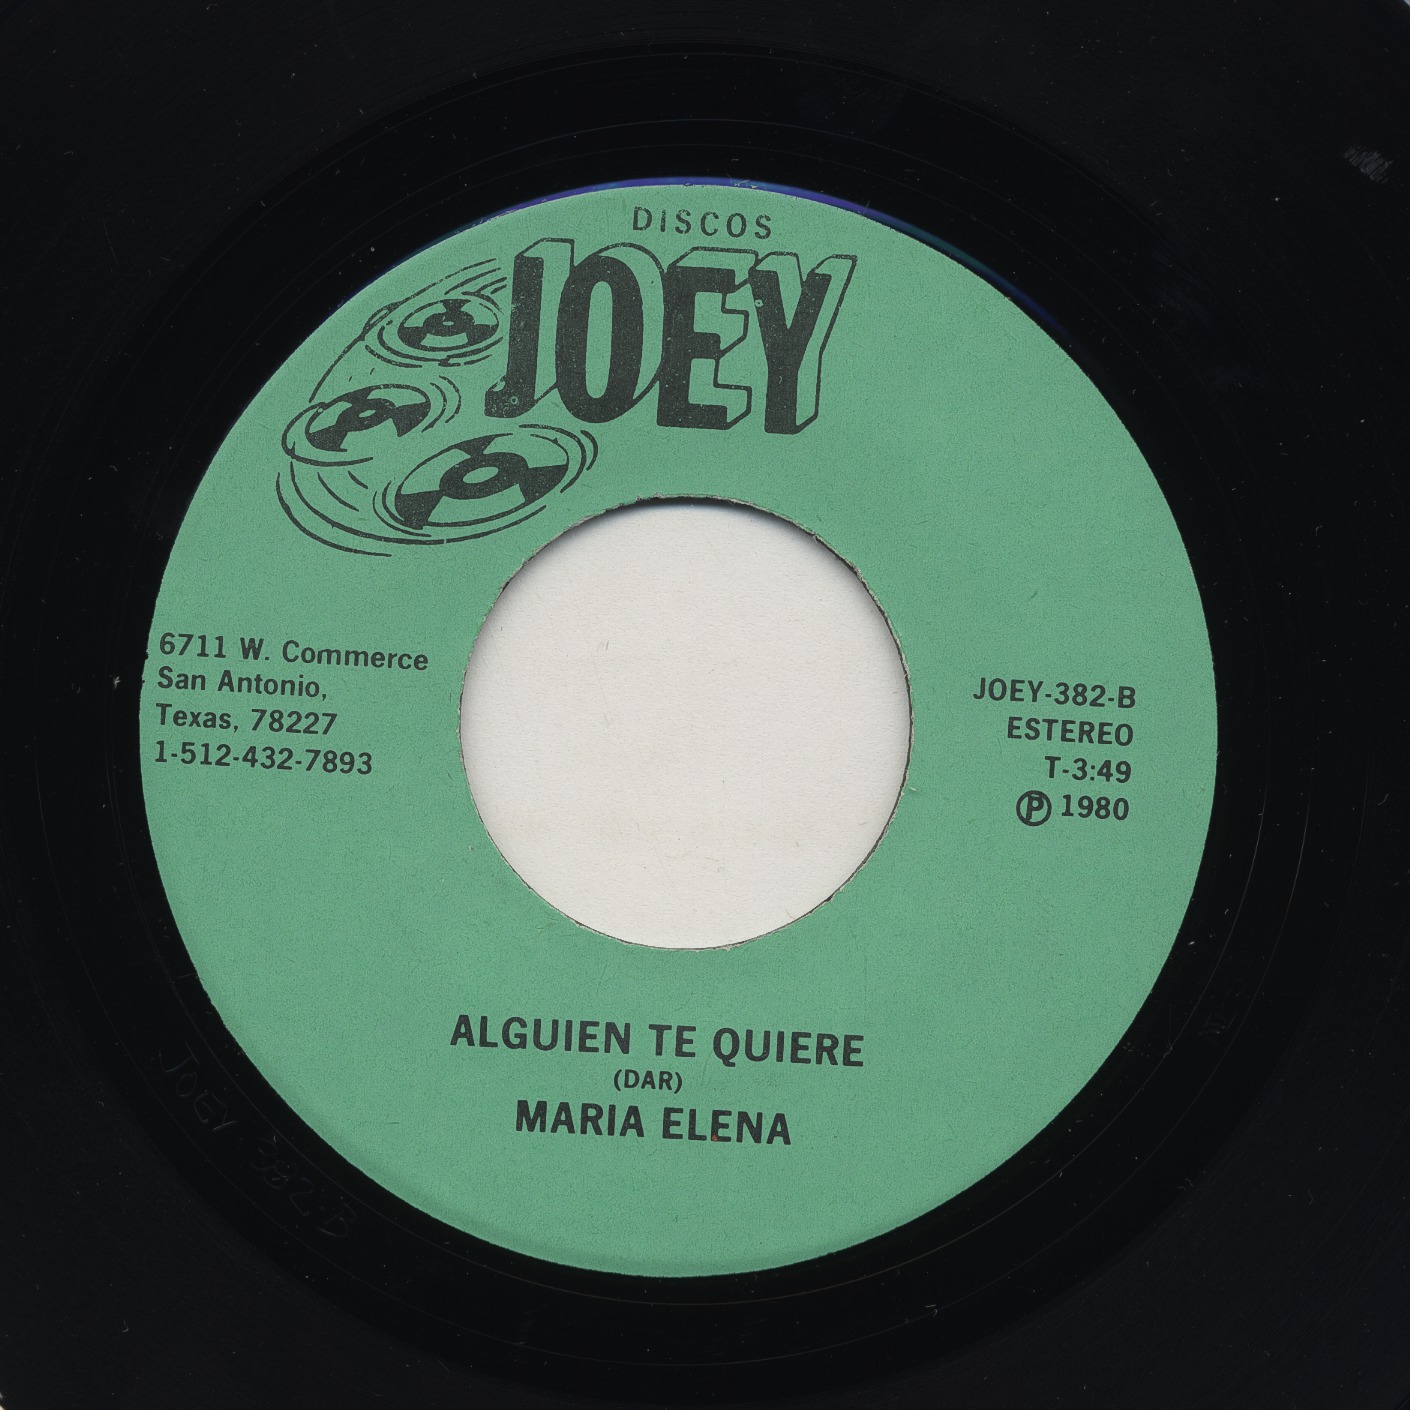 DISCOS
JOEY
6711 W. Commerce
San Antonio,
Texas, 78227
1-512-432-7893
JOEY-382-B
ESTEREO
T-3:49
Ⓟ 1980
ALGUIEN TE QUIERE
(DAR)
MARIA ELENA
JOEY-382-B